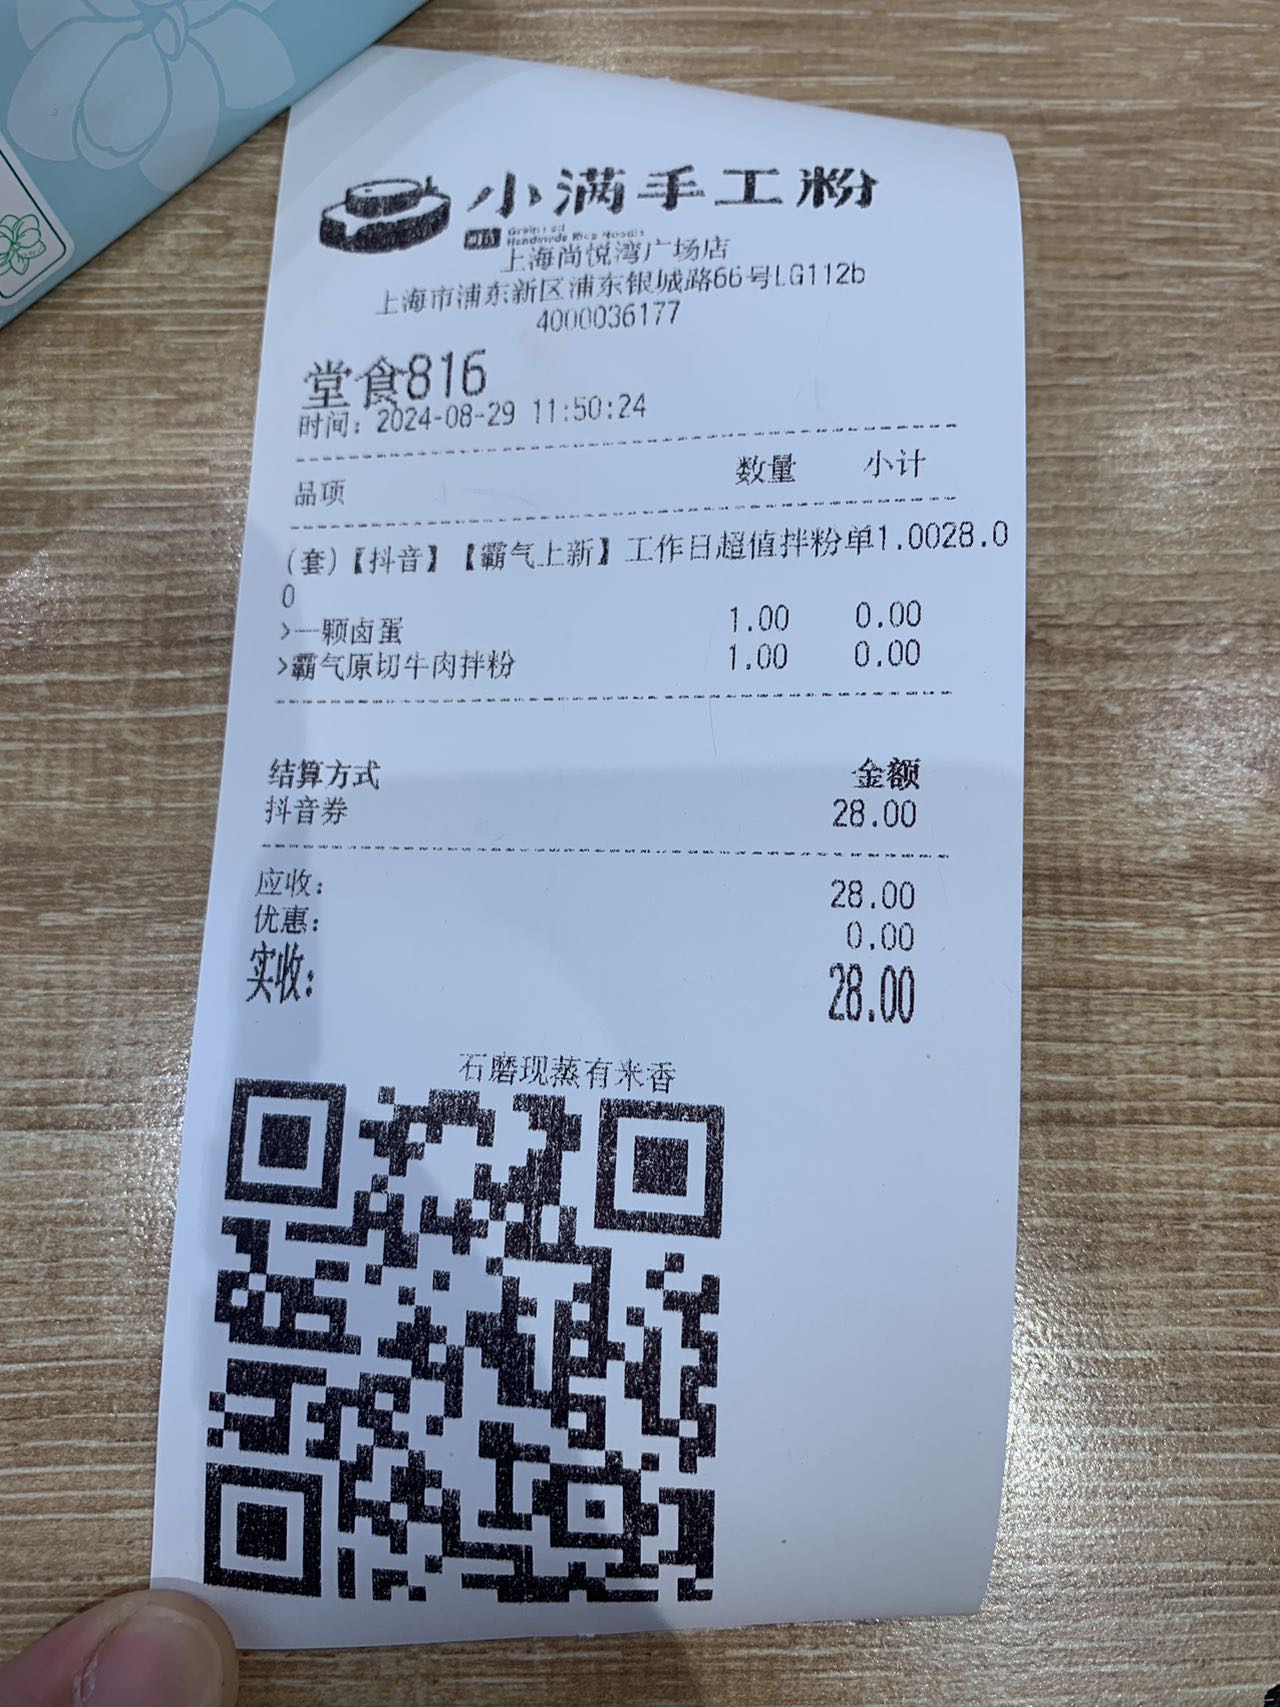 小满手工粉
Handmade Rice Noodle
上海尚悦湾广场店
上海市浦东新区浦东银城路66号LG112b
4000036177
堂食816
时间：2024-08-29 11:50:24
品项 数量 小计
(套)【抖音】【霸气上新】工作日超值拌粉单1.0028.0
0
>一颗卤蛋 1.00 0.00
>霸气原切牛肉拌粉 1.00 0.00
结算方式 金额
抖音券 28.00
应收： 28.00
优惠： 0.00
实收： 28.00
石磨现蒸有米香